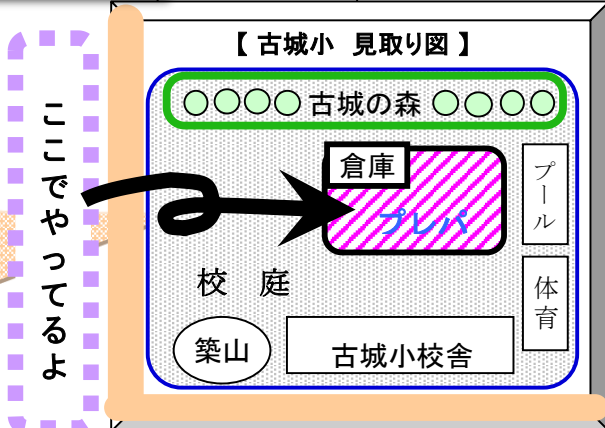 【 古城小 見取り図 】
ここでやってるよ
古城の森
倉庫
プレパ
プール
校 庭
体育
築山
古城小校舎